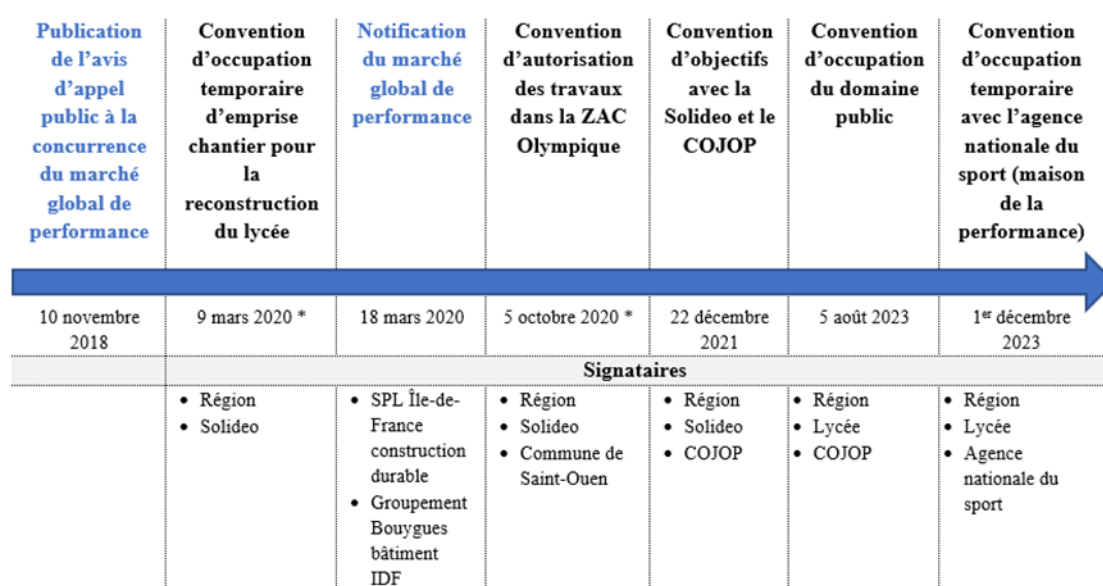 Publication
de l’avis
d’appel
public à la
concurrence
du marché
global de
performance
Convention
d’occupation
temporaire
d’emprise
chantier pour
la
reconstruction
du lycée
Notification
du marché
global de
performance
Convention
d’autorisation
des travaux
dans la ZAC
Olympique
Convention
d’objectifs
avec la
Solideo et le
COJOP
Convention
d’occupation
du domaine
public
Convention
d’occupation
temporaire
avec l’agence
nationale du
sport (maison
de la
performance)
10 novembre
2018
9 mars 2020 *
18 mars 2020
5 octobre 2020 *
22 décembre
2021
5 août 2023
1er décembre
2023
Signataires
• Région
• Solideo
• SPL Île-de-
France
construction
durable
• Groupement
Bouygues
bâtiment
IDF
• Région
• Solideo
• Commune de
Saint-Ouen
• Région
• Solideo
• COJOP
• Région
• Lycée
• COJOP
• Région
• Lycée
• Agence
nationale du
sport